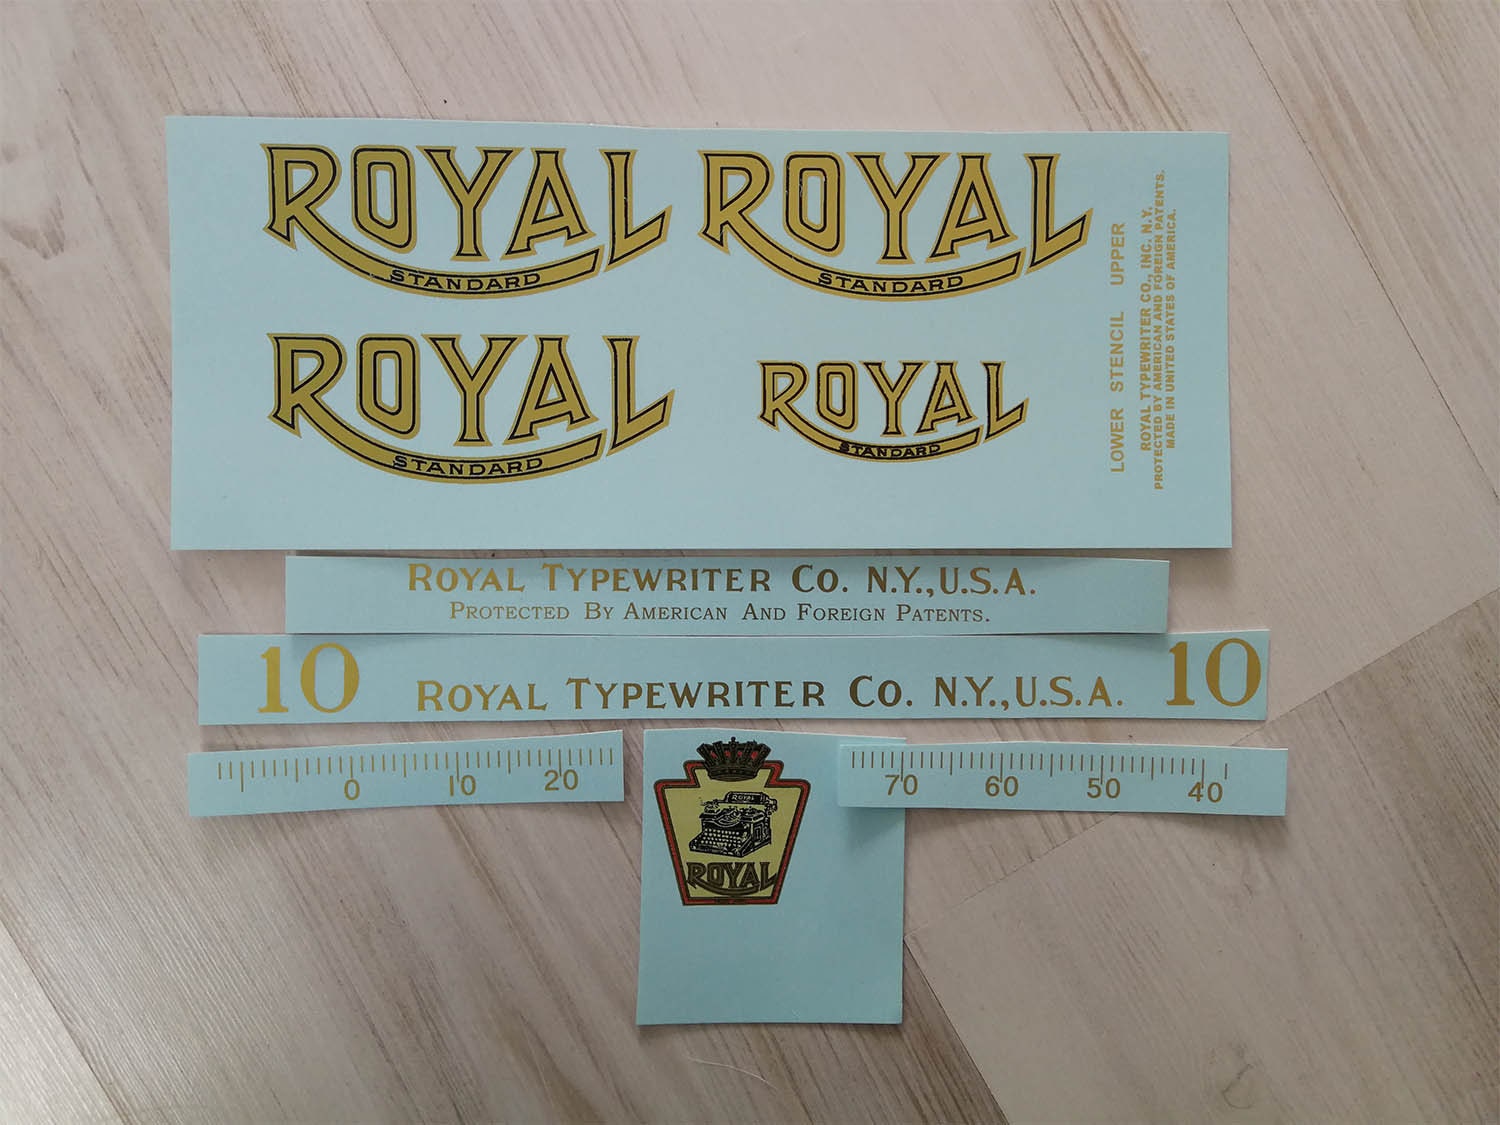 ROYAL
STANDARD
ROYAL
STANDARD
ROYAL
STANDARD
ROYAL
STANDARD
LOWER STENCIL UPPER
ROYAL TYPEWRITER CO., INC. N.Y.
PROTECTED BY AMERICAN AND FOREIGN PATENTS.
MADE IN UNITED STATES OF AMERICA.
ROYAL TYPEWRITER CO. N.Y.,U.S.A.
PROTECTED BY AMERICAN AND FOREIGN PATENTS.
10 ROYAL TYPEWRITER CO. N.Y.,U.S.A. 10
0 10 20
ROYAL
ROYAL
70 60 50 40